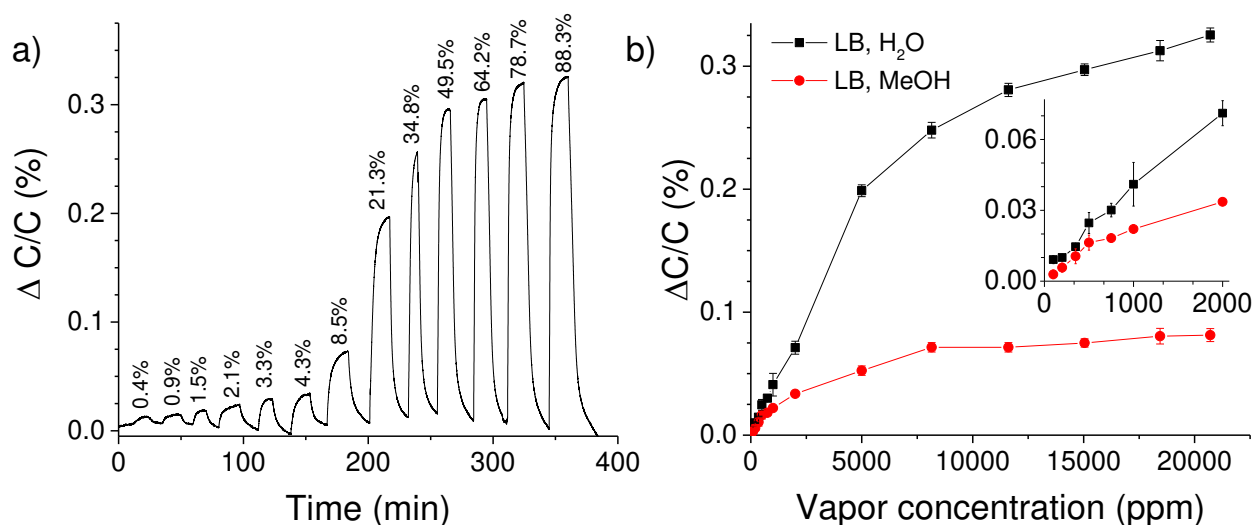 a)
Δ C/C (%)
0.3
0.2
0.1
0.0
0.4%
0.9%
1.5%
2.1%
3.3%
4.3%
8.5%
21.3%
34.8%
49.5%
64.2%
78.7%
88.3%
0 100 200 300 400
Time (min)
b)
ΔC/C (%)
0.3
0.2
0.1
0.0
LB, H₂O
LB, MeOH
0.06
0.03
0.00
0 1000 2000
0 5000 10000 15000 20000
Vapor concentration (ppm)